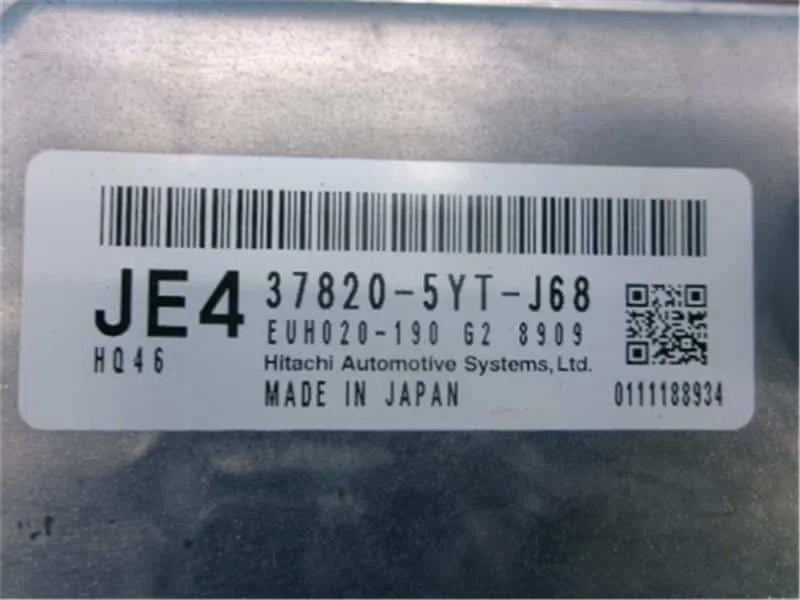 JE4 37820-5YT-J68
EUH020-190 G2 8909
HQ46 Hitachi Automotive Systems, Ltd.
MADE IN JAPAN 0111188934